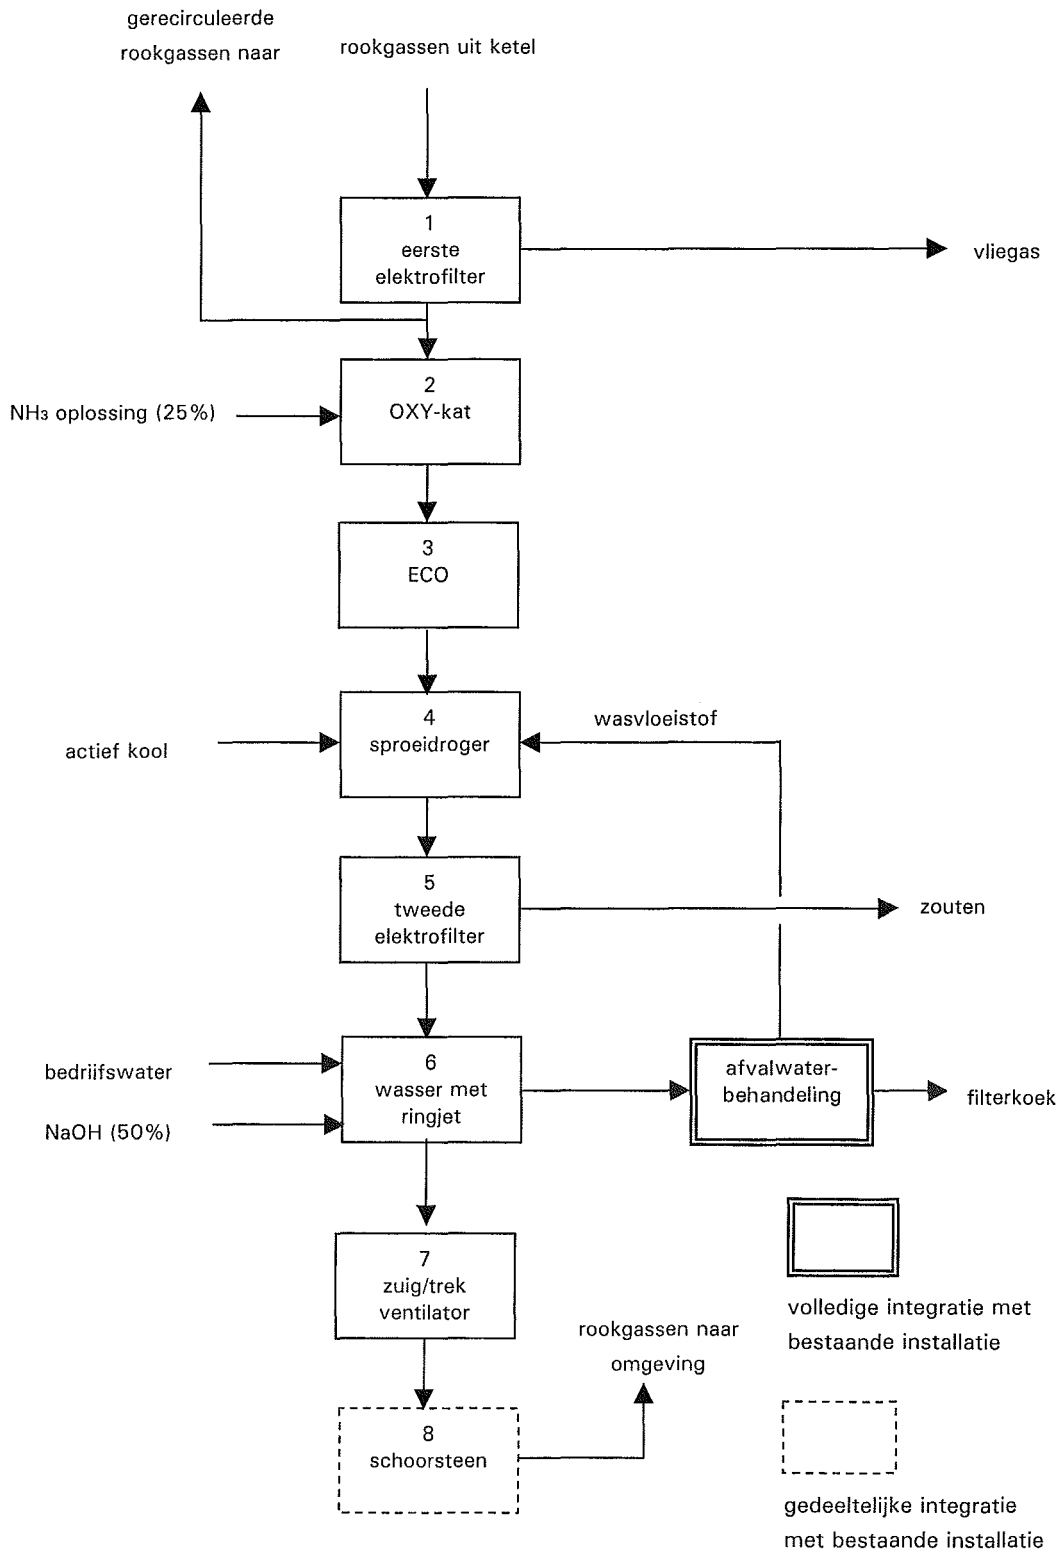 gerecirculeerde
rookgassen naar
rookgassen uit ketel
1
eerste
elektrofilter
vliegas
2
OXY-kat
NH₃ oplossing (25%)
3
ECO
4
sproeidroger
actief kool
wasvloeistof
5
tweede
elektrofilter
zouten
6
wasser met
ringjet
bedrijfswater
NaOH (50%)
afvalwater-
behandeling
filterkoek
7
zuig/trek
ventilator
8
schoorsteen
rookgassen naar
omgeving
volledige integratie met
bestaande installatie
gedeeltelijke integratie
met bestaande installatie